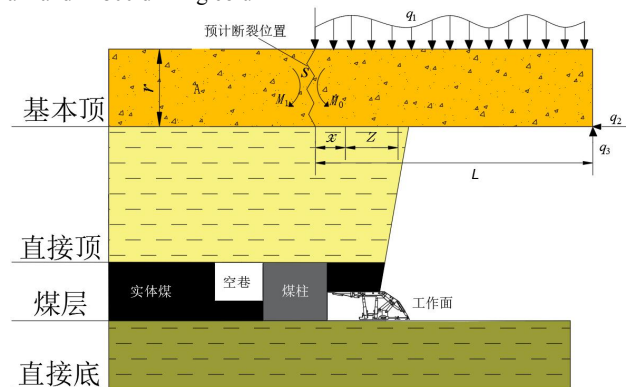 q₁
预计断裂位置
S
r
A
M₁
M₀
基本顶
q₂
x
Z
q₃
L
直接顶
空巷
实体煤
煤柱
工作面
煤层
直接底